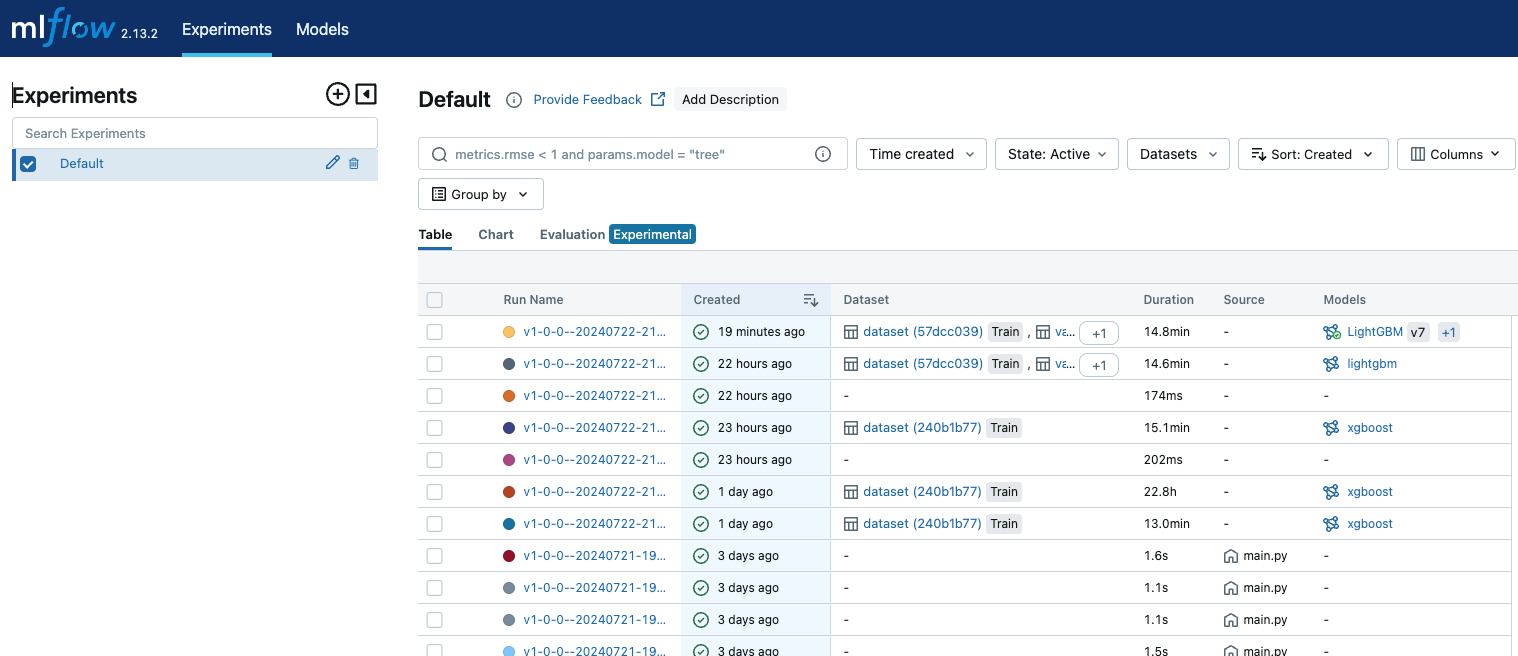 mlflow 2.13.2 Experiments Models
Experiments
Search Experiments
Default
Default Provide Feedback Add Description
metrics.rmse < 1 and params.model = "tree" Time created State: Active Datasets Sort: Created Columns
Group by
Table Chart Evaluation Experimental
Run Name Created Dataset Duration Source Models
v1-0-0--20240722-21... 19 minutes ago dataset (57dcc039) Train , va... +1 14.8min - LightGBM v7 +1
v1-0-0--20240722-21... 22 hours ago dataset (57dcc039) Train , va... +1 14.6min - lightgbm
v1-0-0--20240722-21... 22 hours ago - 174ms - -
v1-0-0--20240722-21... 23 hours ago dataset (240b1b77) Train 15.1min - xgboost
v1-0-0--20240722-21... 23 hours ago - 202ms - -
v1-0-0--20240722-21... 1 day ago dataset (240b1b77) Train 22.8h - xgboost
v1-0-0--20240722-21... 1 day ago dataset (240b1b77) Train 13.0min - xgboost
v1-0-0--20240721-19... 3 days ago - 1.6s main.py -
v1-0-0--20240721-19... 3 days ago - 1.1s main.py -
v1-0-0--20240721-19... 3 days ago - 1.1s main.py -
v1-0-0--20240721-19... 3 days ago - 1.5s main.py -